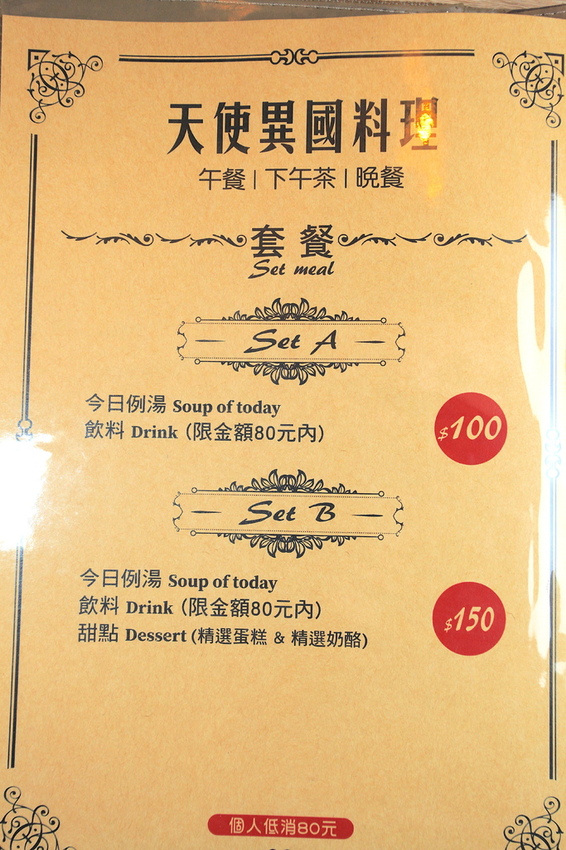 天使異國料理
午餐 | 下午茶 | 晚餐
套餐
Set meal
Set A
今日例湯 Soup of today
飲料 Drink (限金額80元內)
$100
Set B
今日例湯 Soup of today
飲料 Drink (限金額80元內)
甜點 Dessert (精選蛋糕 & 精選奶酪)
$150
個人低消80元